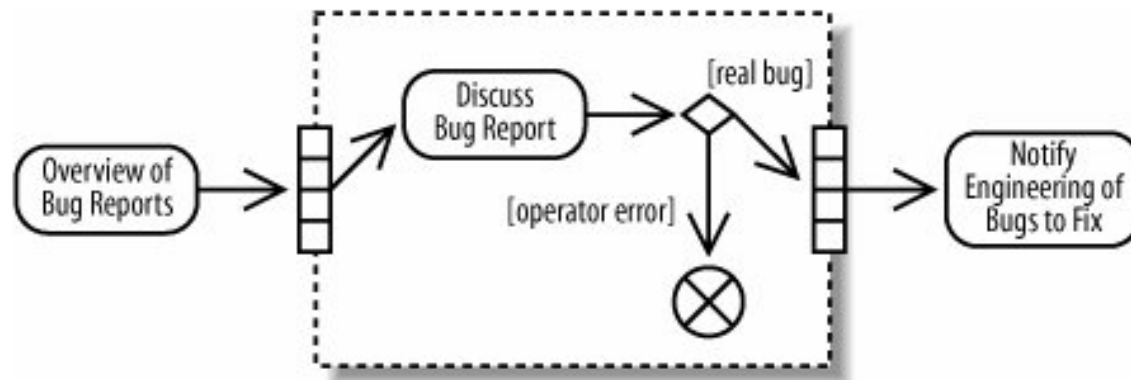 Overview of
Bug Reports
Discuss
Bug Report
[real bug]
[operator error]
Notify
Engineering of
Bugs to Fix